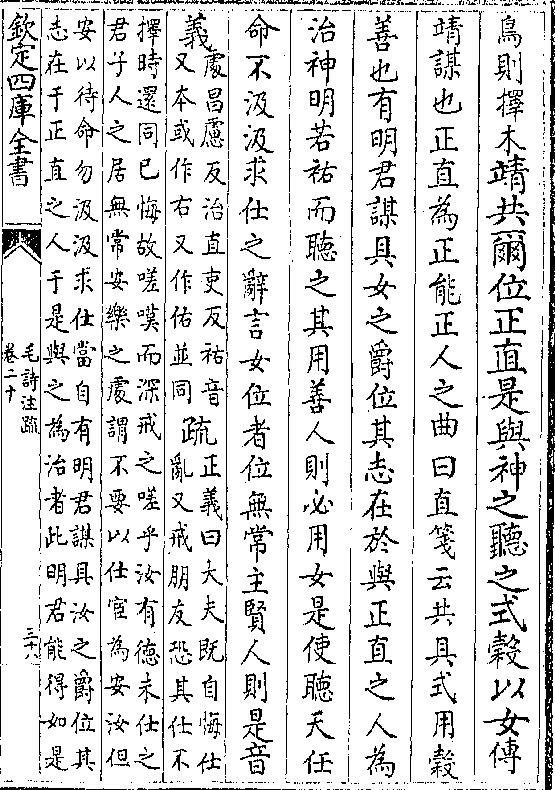 鳥則擇木靖共爾位正直是與神之聽之式穀以女傳
靖謀也正直為正能正人之曲曰直箋云共具式用穀
善也有明君謀具女之爵位其志在於與正直之人為
治神明若祐而聽之其用善人則必用女是使聽天任
命不汲汲求仕之辭言女位者位無常主賢人則是音
義處昌慮反治直吏反祐音
又本或作右又作佑並同疏正義曰大夫既自悔仕
亂又戒朋友恐其仕不
擇時還同已悔故嗟嘆而深戒之嗟乎汝有德未仕之
君子人之居無常安樂之處謂不要以仕宦為安汝但
安以待命勿汲汲求仕當自有明君謀具汝之爵位其
志在于正直之人于是與之為治者此明君能得如是
欽定四庫全書
毛詩注疏
卷二十
三六